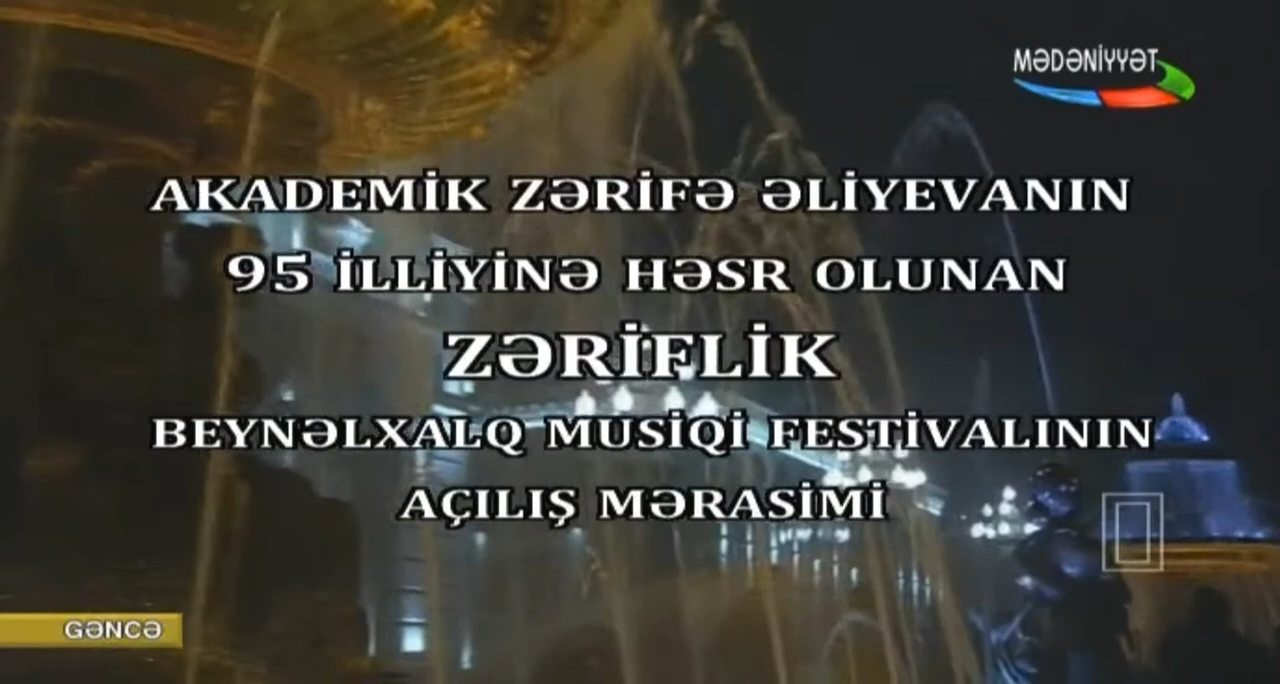 MƏDƏNİYYƏT
AKADEMİK ZƏRİFƏ ƏLİYEVANIN
95 İLLİYİNƏ HƏSR OLUNAN
ZƏRİFLİK
BEYNƏLXALQ MUSİQİ FESTİVALININ
AÇILIŞ MƏRASİMİ
GƏNCƏ